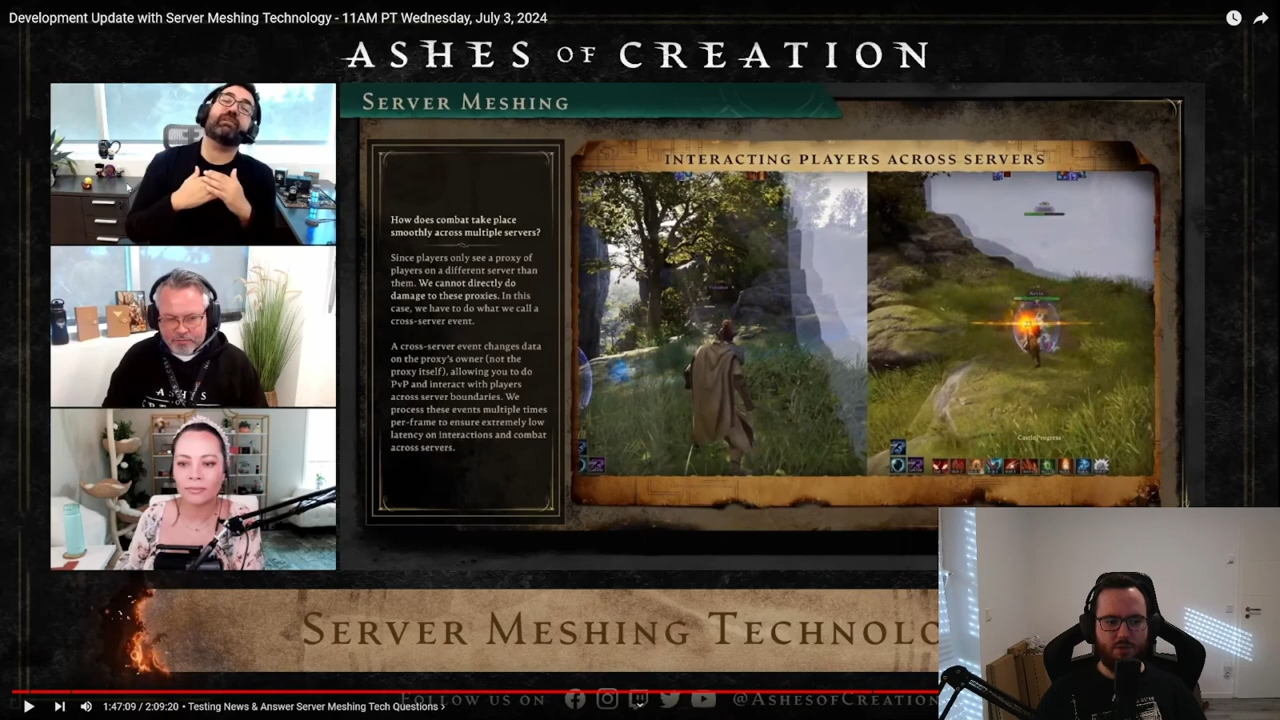 Development Update with Server Meshing Technology - 11AM PT Wednesday, July 3, 2024
ASHES OF CREATION
SERVER MESHING
INTERACTING PLAYERS ACROSS SERVERS
How does combat take place
smoothly across multiple servers?
Since players only see a proxy of
players on a different server than
them. We cannot directly do
damage to these proxies. In this
case, we have to do what we call a
cross-server event.
A cross-server event changes data
on the proxy's owner (not the
proxy itself), allowing you to do
PvP and interact with players
across server boundaries. We
process these events multiple times
per-frame to ensure extremely low
latency on interactions and combat
across servers.
Castle Progress
ASHES
SERVER MESHING TECHNOLO
FOLLOW US ON
@ASHESOFCREATION
1:47:09 / 2:09:20 • Testing News & Answer Server Meshing Tech Questions ›